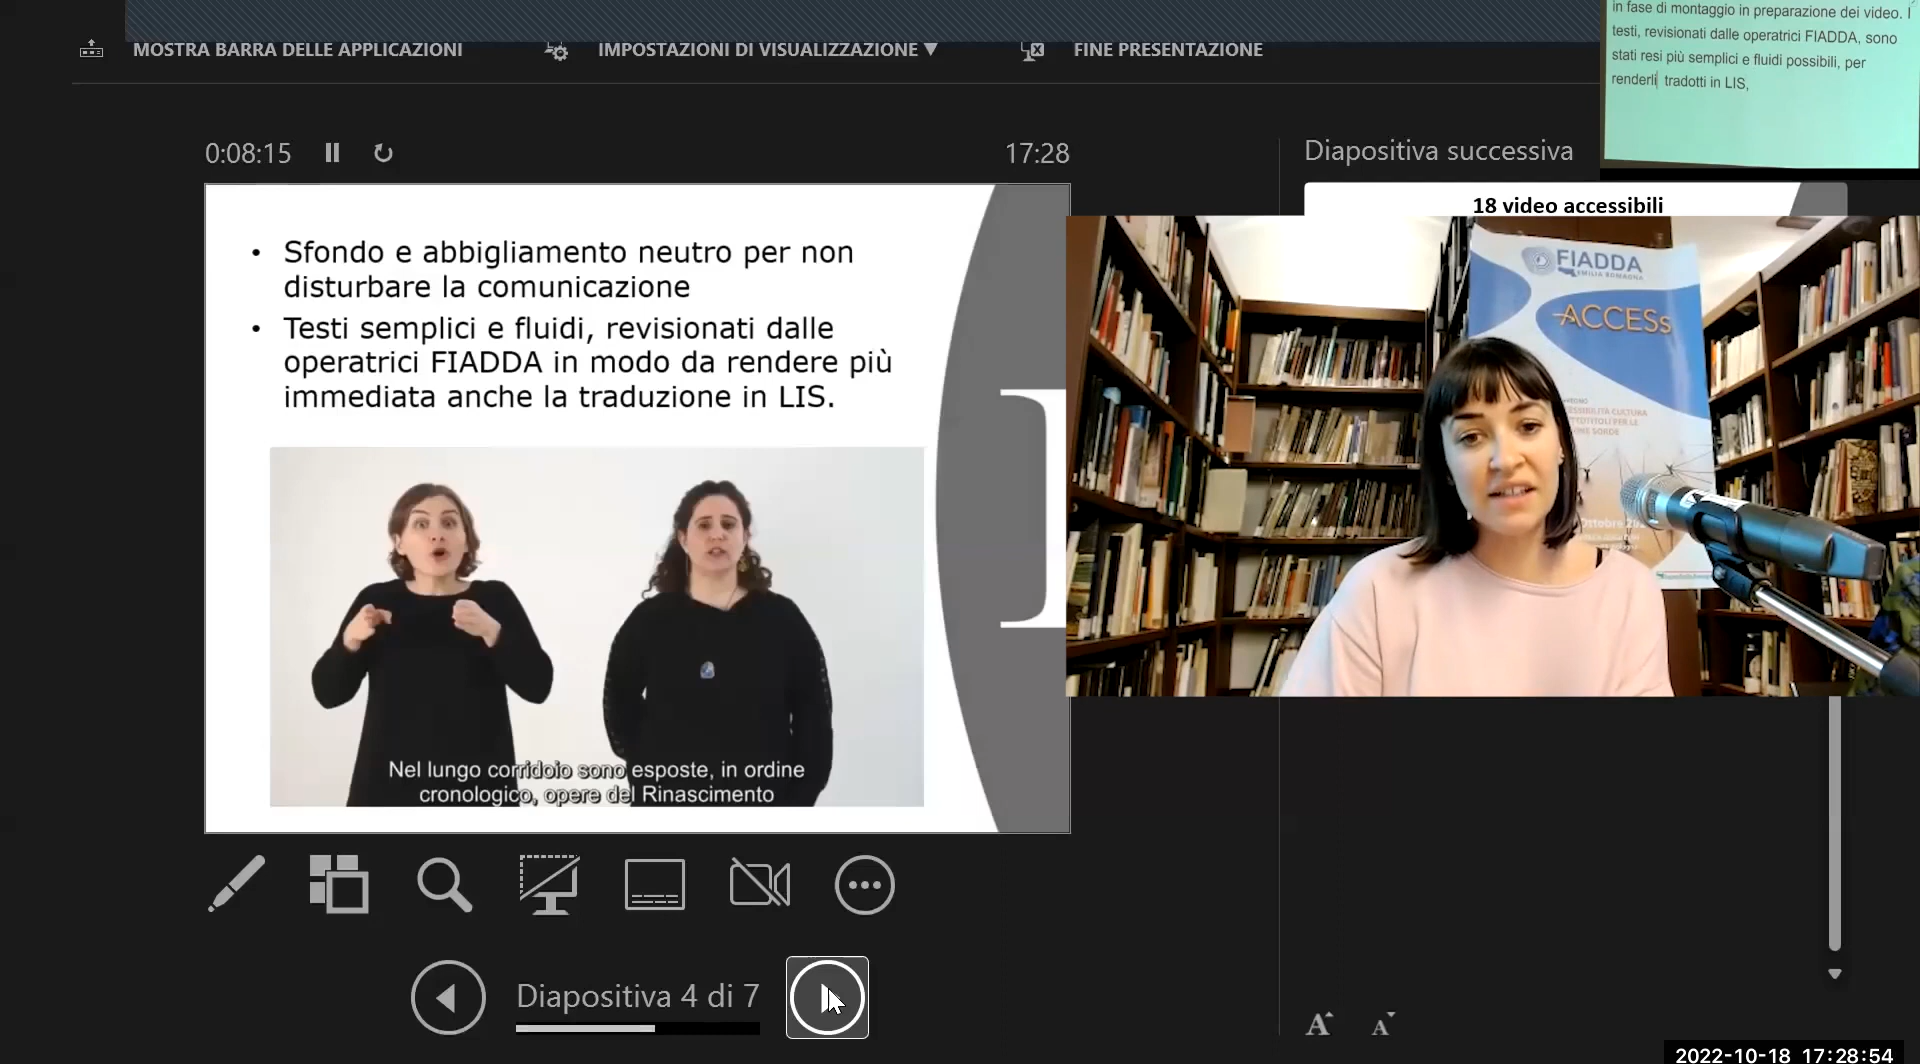 MOSTRA BARRA DELLE APPLICAZIONI
IMPOSTAZIONI DI VISUALIZZAZIONE ▼
FINE PRESENTAZIONE
in fase di montaggio in preparazione dei video. I
testi, revisionati dalle operatrici FIADDA, sono
stati resi più semplici e fluidi possibili, per
renderli tradotti in LIS,
0:08:15
17:28
Diapositiva successiva
18 video accessibili
• Sfondo e abbigliamento neutro per non
disturbare la comunicazione
• Testi semplici e fluidi, revisionati dalle
operatrici FIADDA in modo da rendere più
immediata anche la traduzione in LIS.
Nel lungo corridoio sono esposte, in ordine
cronologico, opere del Rinascimento
FIADDA
EMILIA ROMAGNA
ACCESs
Diapositiva 4 di 7
A
A
2022-10-18 17:28:54